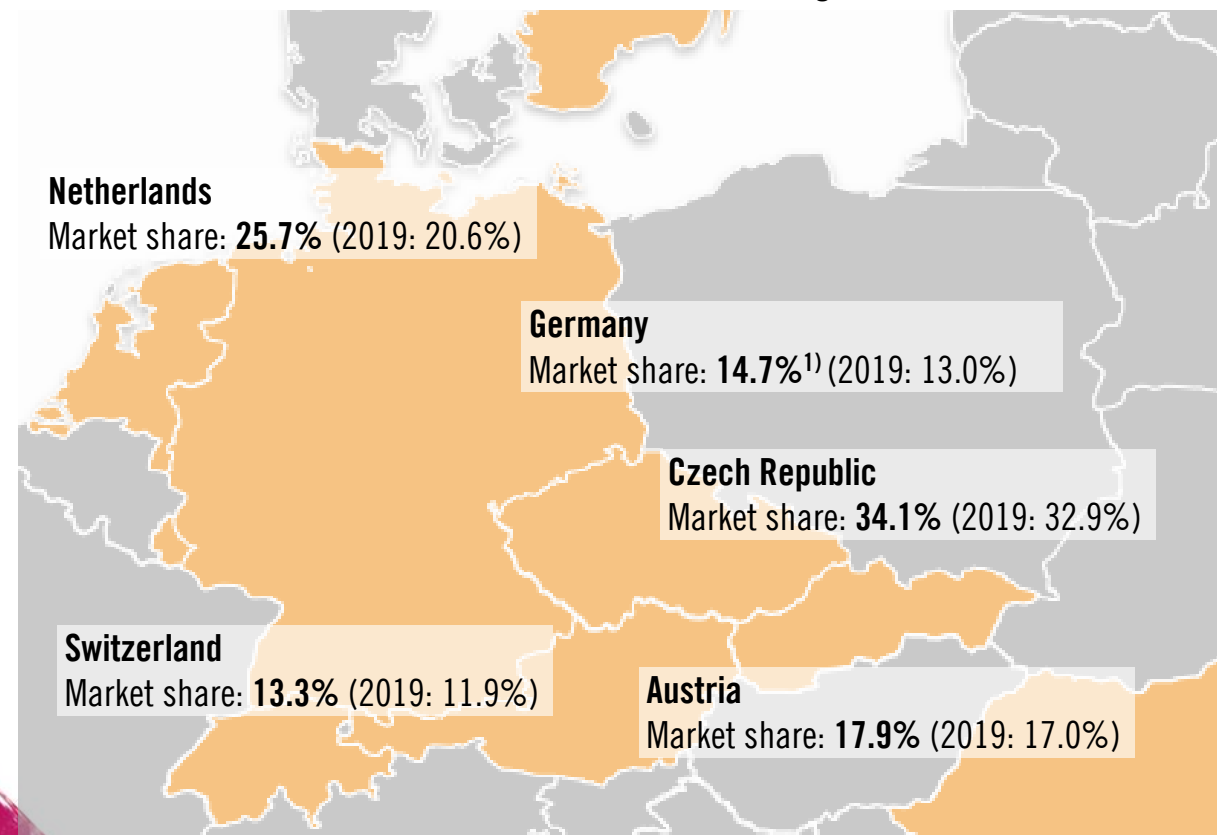 Netherlands
Market share: 25.7% (2019: 20.6%)
Germany
Market share: 14.7%¹⁾ (2019: 13.0%)
Czech Republic
Market share: 34.1% (2019: 32.9%)
Switzerland
Market share: 13.3% (2019: 11.9%)
Austria
Market share: 17.9% (2019: 17.0%)